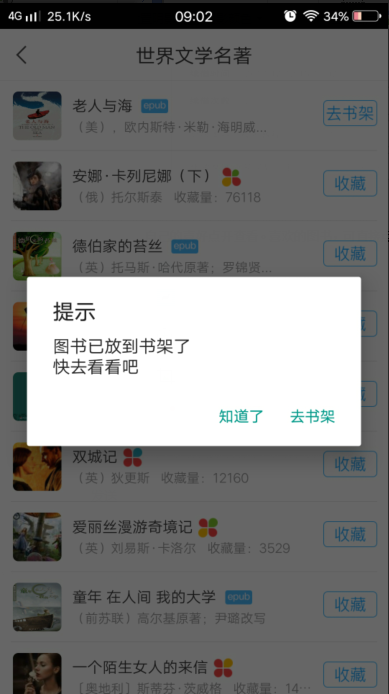 4G 25.1K/s 09:02 34%
世界文学名著
老人与海 epub
去书架
（美），欧内斯特·米勒·海明威...
安娜·卡列尼娜（下）
收藏
（俄）托尔斯泰 收藏量：76118
德伯家的苔丝 epub
收藏
（英）托马斯·哈代原著；罗锦贤...
提示
图书已放到书架了
快去看看吧
知道了 去书架
双城记
收藏
（英）狄更斯 收藏量：12160
爱丽丝漫游奇境记
收藏
（英）刘易斯·卡洛尔 收藏量：3529
童年 在人间 我的大学 epub
收藏
（前苏联）高尔基原著；尹璐改写
一个陌生女人的来信
收藏
［奥地利］斯蒂芬·茨威格 收藏量：14...